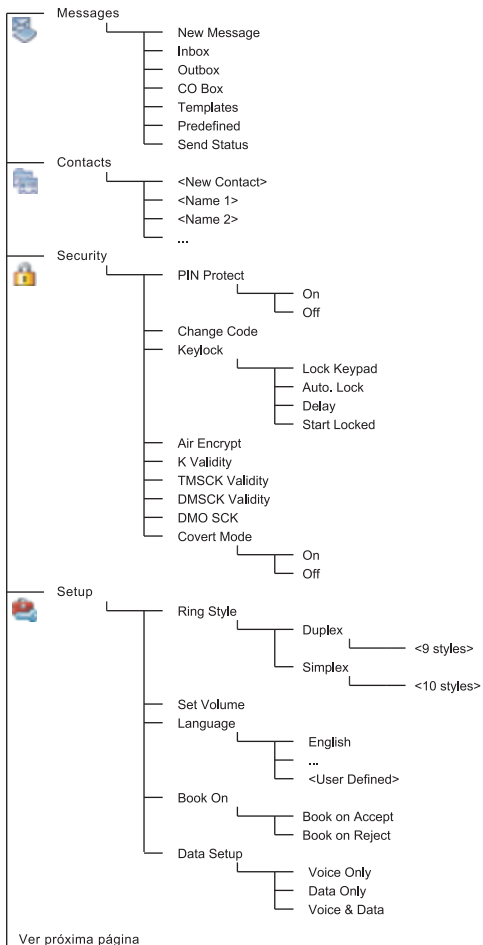 Messages
New Message
Inbox
Outbox
CO Box
Templates
Predefined
Send Status
Contacts
<New Contact>
<Name 1>
<Name 2>
...
Security
PIN Protect
On
Off
Change Code
Keylock
Lock Keypad
Auto. Lock
Delay
Start Locked
Air Encrypt
K Validity
TMSCK Validity
DMSCK Validity
DMO SCK
Covert Mode
On
Off
Setup
Ring Style
Duplex
<9 styles>
Simplex
<10 styles>
Set Volume
Language
English
...
<User Defined>
Book On
Book on Accept
Book on Reject
Data Setup
Voice Only
Data Only
Voice & Data
Ver próxima página